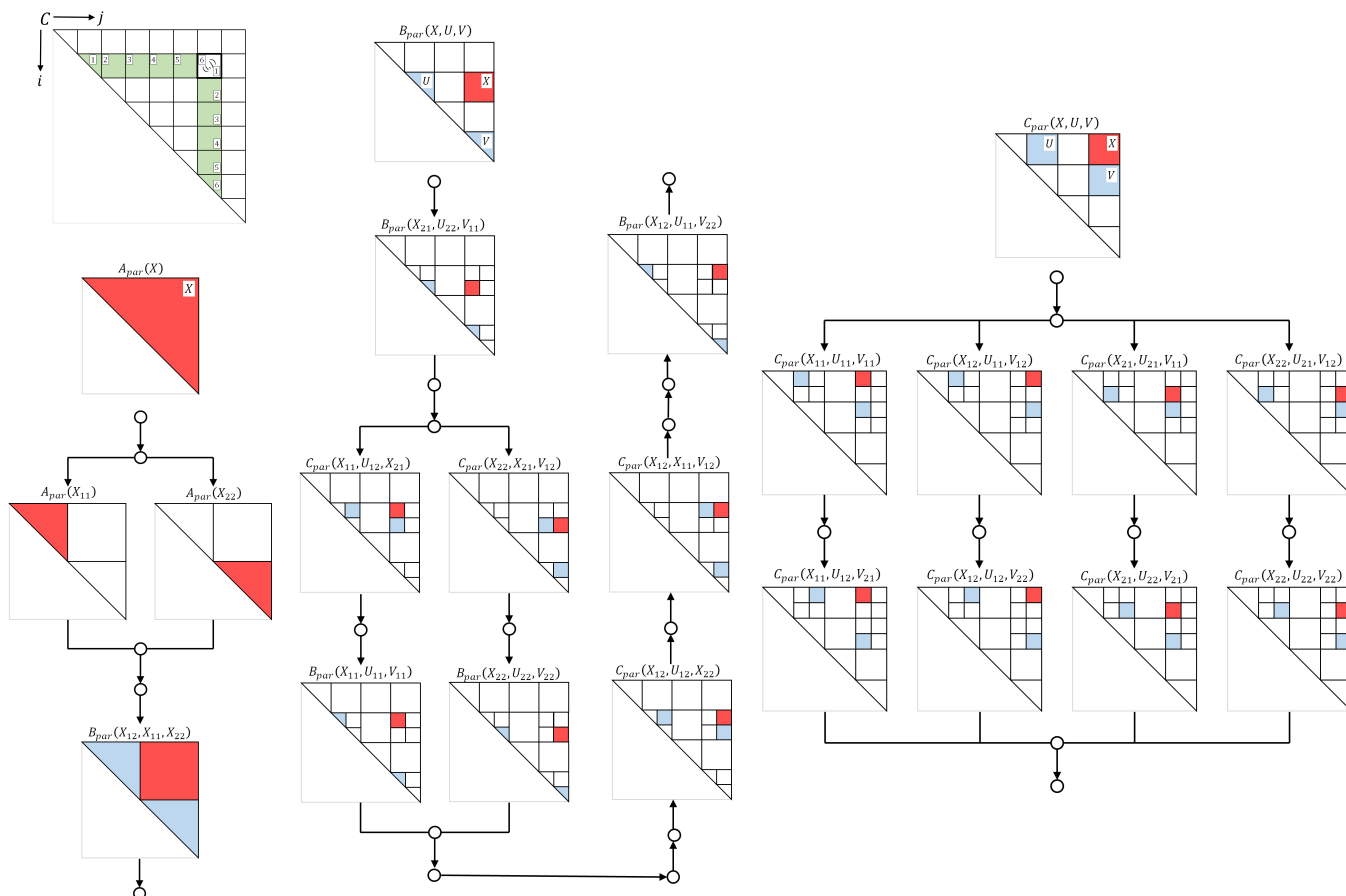 C j
i
1 2 3 4 5 6
1
2
3
4
5
6
A_par(X)
X
A_par(X_11) A_par(X_22)
B_par(X_12, X_11, X_22)
B_par(X, U, V)
U X
V
B_par(X_21, U_22, V_11)
C_par(X_11, U_12, X_21) C_par(X_22, X_21, V_12)
B_par(X_11, U_11, V_11) B_par(X_22, U_22, V_22)
B_par(X_12, U_11, V_22)
C_par(X_12, X_11, V_12)
C_par(X_12, U_12, X_22)
C_par(X, U, V)
U X
V
C_par(X_11, U_11, V_11) C_par(X_12, U_11, V_12) C_par(X_21, U_21, V_11) C_par(X_22, U_21, V_12)
C_par(X_11, U_12, V_21) C_par(X_12, U_12, V_22) C_par(X_21, U_22, V_21) C_par(X_22, U_22, V_22)